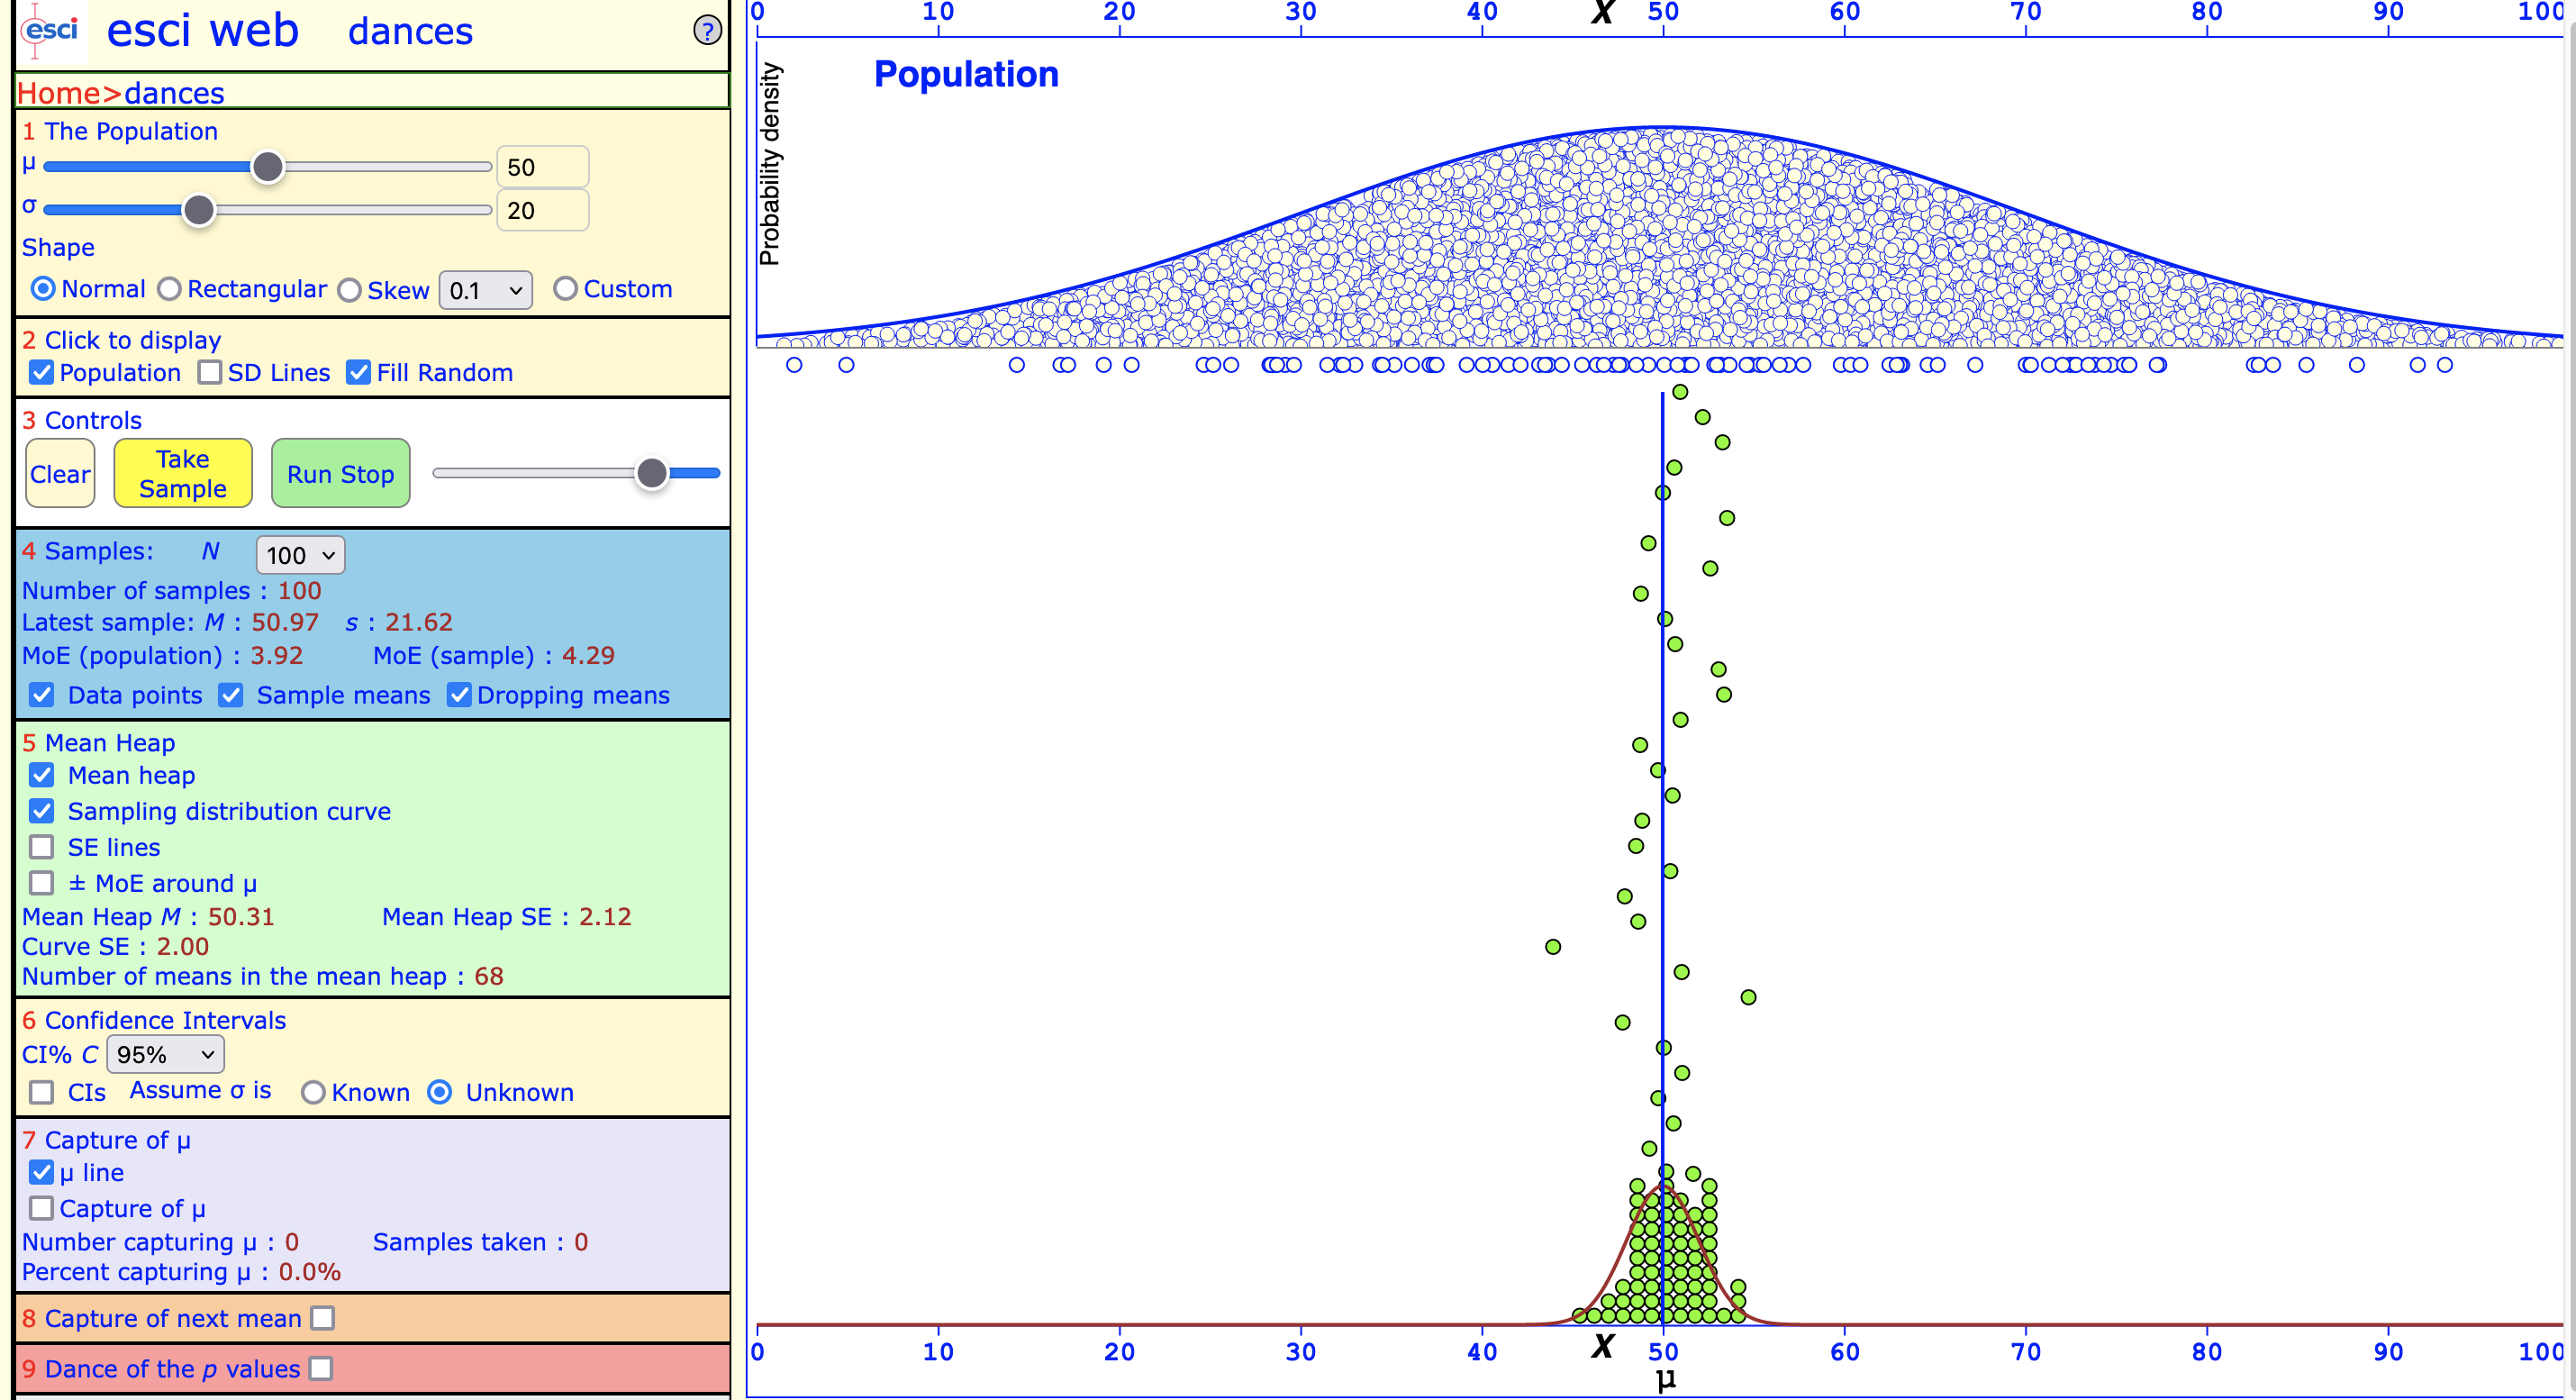 esci esci web dances ?
Home>dances
1 The Population
μ 50
σ 20
Shape
Normal Rectangular Skew 0.1 Custom
2 Click to display
Population SD Lines Fill Random
3 Controls
Clear Take Sample Run Stop
4 Samples: N 100
Number of samples : 100
Latest sample: M : 50.97 s : 21.62
MoE (population) : 3.92 MoE (sample) : 4.29
Data points Sample means Dropping means
5 Mean Heap
Mean heap
Sampling distribution curve
SE lines
± MoE around μ
Mean Heap M : 50.31 Mean Heap SE : 2.12
Curve SE : 2.00
Number of means in the mean heap : 68
6 Confidence Intervals
CI% C 95%
CIs Assume σ is Known Unknown
7 Capture of μ
μ line
Capture of μ
Number capturing μ : 0 Samples taken : 0
Percent capturing μ : 0.0%
8 Capture of next mean
9 Dance of the p values
0 10 20 30 40 X 50 60 70 80 90 100
Population
Probability density
0 10 20 30 40 X 50 60 70 80 90 100
μ